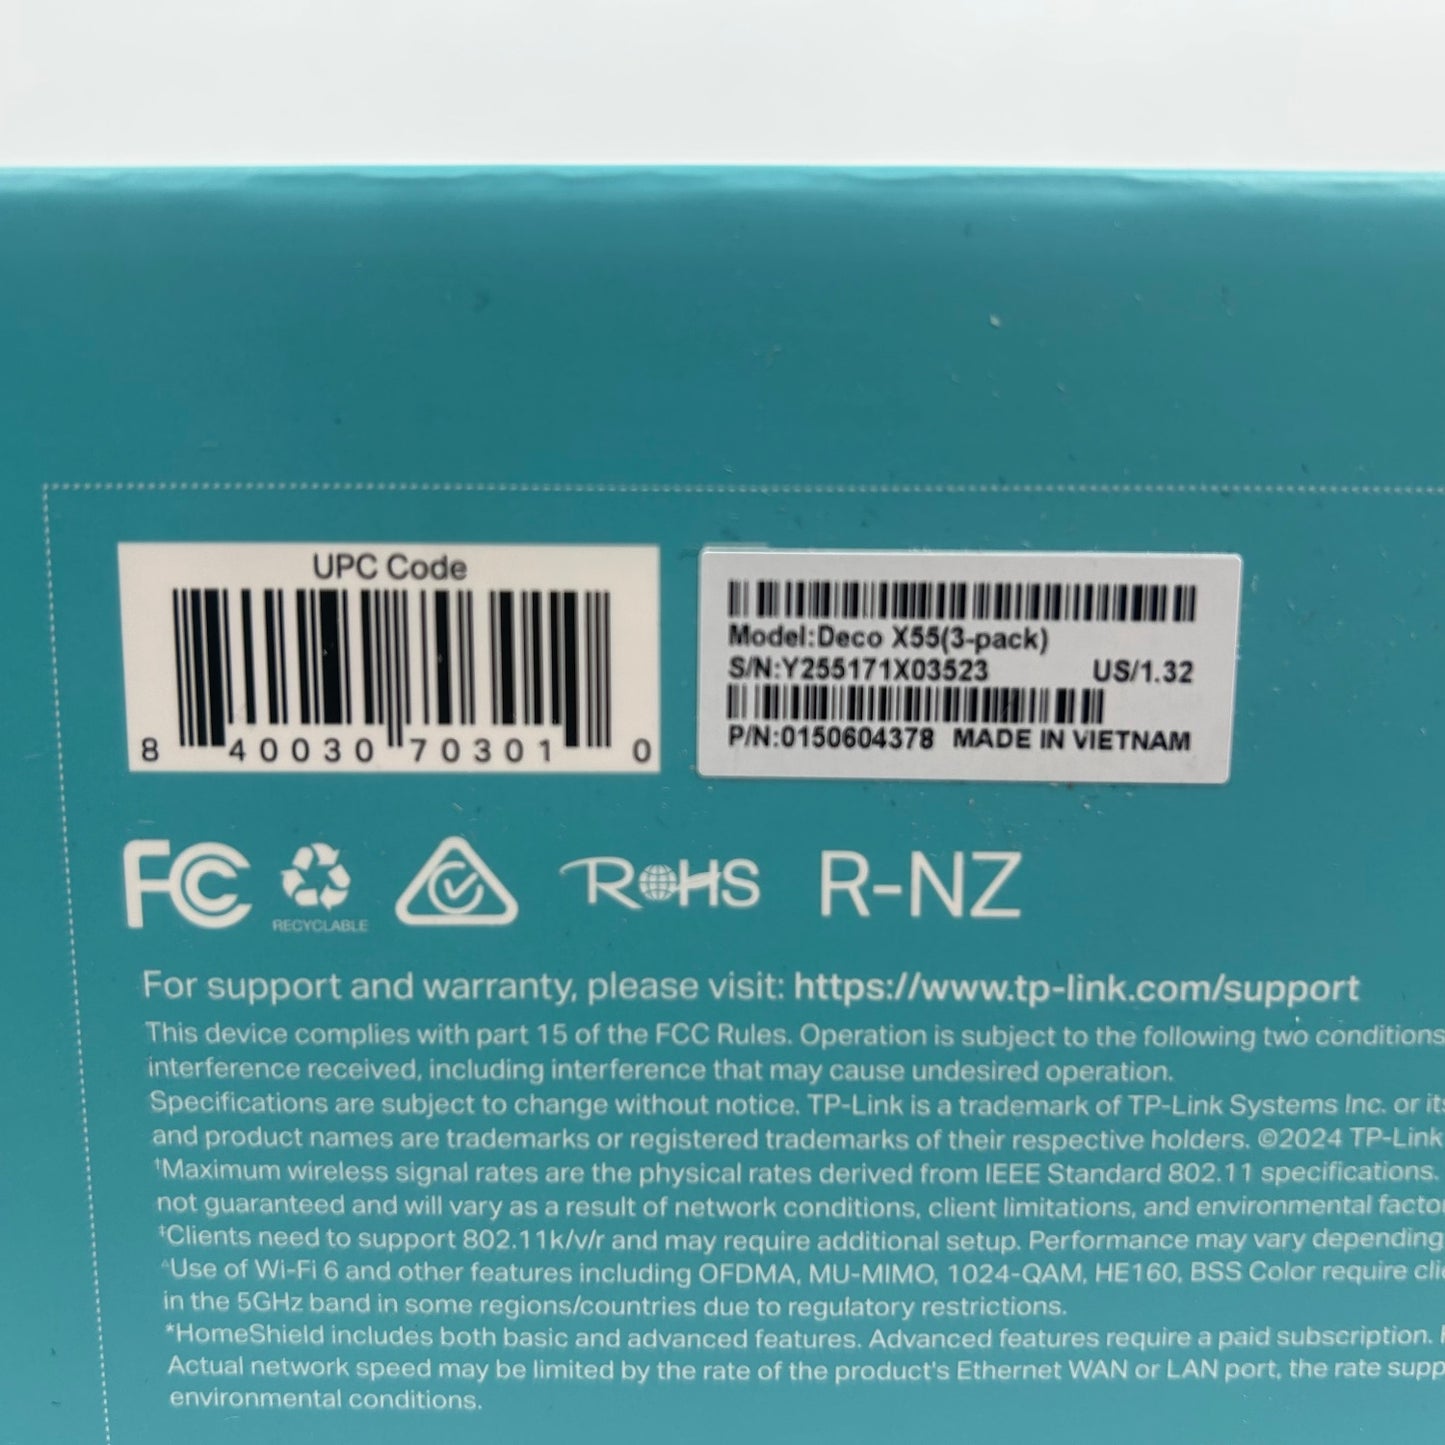 UPC Code
8 40030 70301 0
Model:Deco X55(3-pack)
S/N:Y255171X03523 US/1.32
P/N:0150604378 MADE IN VIETNAM
FC RECYCLABLE RoHS R-NZ
For support and warranty, please visit: https://www.tp-link.com/support
This device complies with part 15 of the FCC Rules. Operation is subject to the following two conditions
interference received, including interference that may cause undesired operation.
Specifications are subject to change without notice. TP-Link is a trademark of TP-Link Systems Inc. or its
and product names are trademarks or registered trademarks of their respective holders. ©2024 TP-Link
†Maximum wireless signal rates are the physical rates derived from IEEE Standard 802.11 specifications.
not guaranteed and will vary as a result of network conditions, client limitations, and environmental factor
‡Clients need to support 802.11k/v/r and may require additional setup. Performance may vary depending
^Use of Wi-Fi 6 and other features including OFDMA, MU-MIMO, 1024-QAM, HE160, BSS Color require clie
in the 5GHz band in some regions/countries due to regulatory restrictions.
*HomeShield includes both basic and advanced features. Advanced features require a paid subscription.
Actual network speed may be limited by the rate of the product's Ethernet WAN or LAN port, the rate supp
environmental conditions.